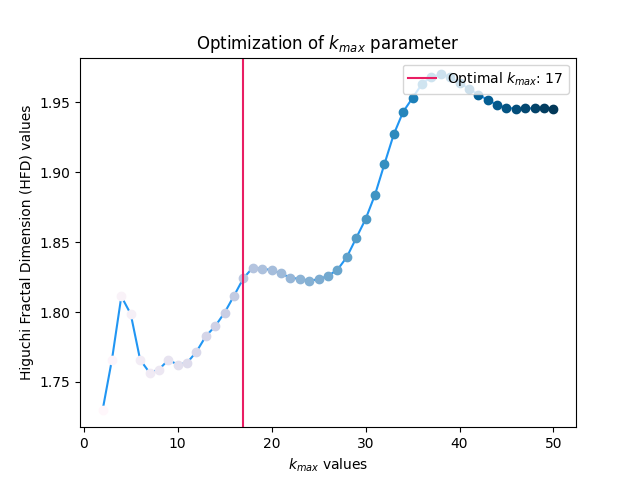 Optimization of $k_{max}$ parameter
Optimal $k_{max}$: 17
Higuchi Fractal Dimension (HFD) values
1.95
1.90
1.85
1.80
1.75
0 10 20 30 40 50
$k_{max}$ values